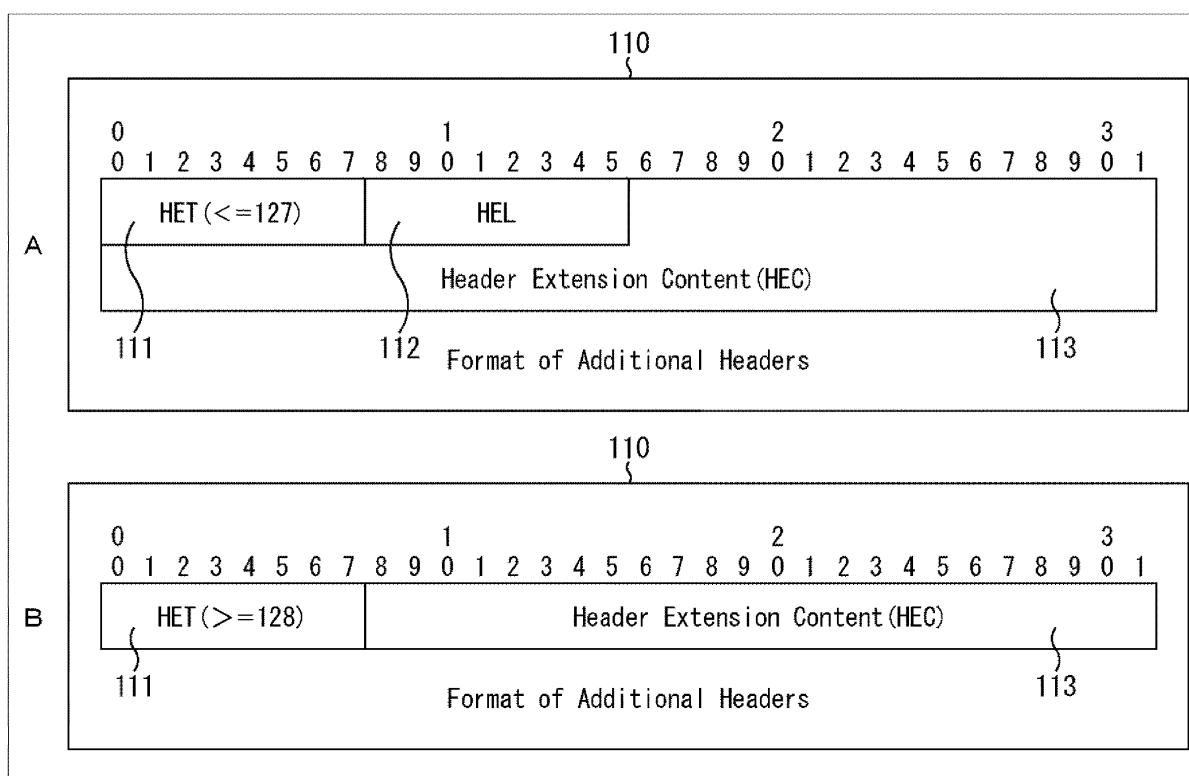 110
0 1 2 3
0 1 2 3 4 5 6 7 8 9 0 1 2 3 4 5 6 7 8 9 0 1 2 3 4 5 6 7 8 9 0 1
HET(<=127) HEL
A
Header Extension Content(HEC)
111 112 113
Format of Additional Headers
110
0 1 2 3
0 1 2 3 4 5 6 7 8 9 0 1 2 3 4 5 6 7 8 9 0 1 2 3 4 5 6 7 8 9 0 1
B HET(>=128) Header Extension Content(HEC)
111 113
Format of Additional Headers